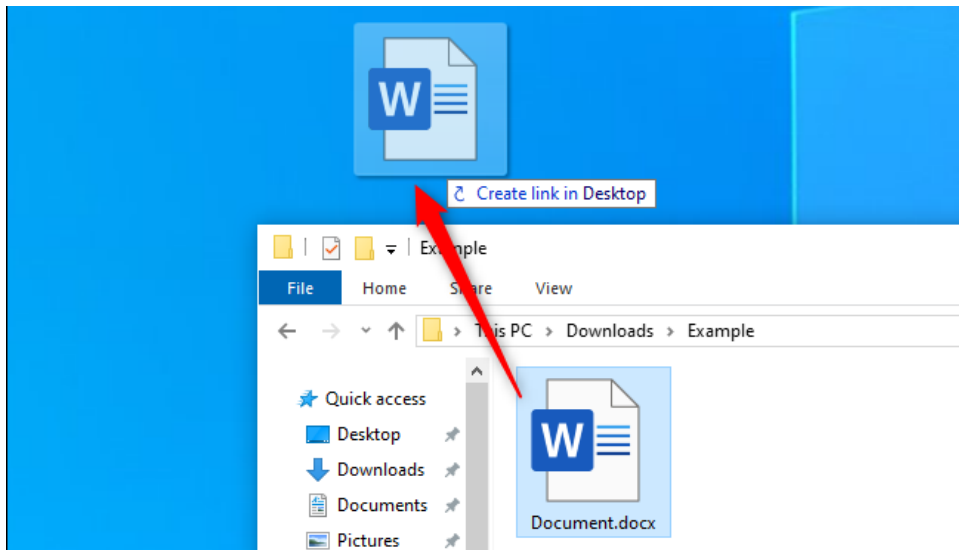 W
Create link in Desktop
Example
File Home Share View
This PC > Downloads > Example
Quick access
Desktop
Downloads
Documents
Pictures
W
Document.docx